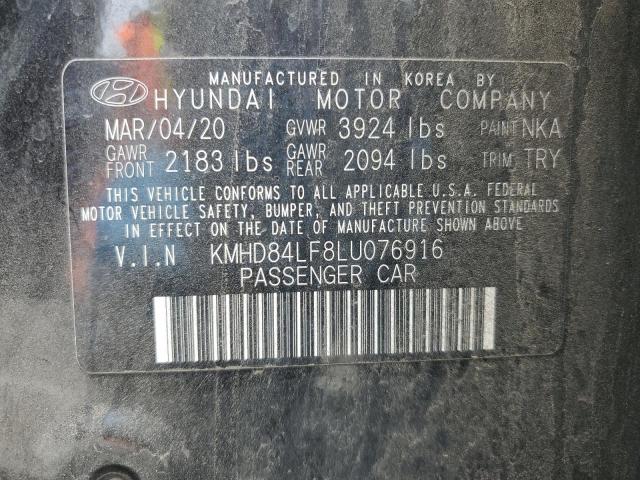 MANUFACTURED IN KOREA BY
HYUNDAI MOTOR COMPANY
MAR/04/20 GVWR 3924 lbs PAINT NKA
GAWR FRONT 2183 lbs GAWR REAR 2094 lbs TRIM TRY
THIS VEHICLE CONFORMS TO ALL APPLICABLE U.S.A. FEDERAL
MOTOR VEHICLE SAFETY, BUMPER, AND THEFT PREVENTION STANDARDS
IN EFFECT ON THE DATE OF MANUFACTURE SHOWN ABOVE
V.I.N KMHD84LF8LU076916
PASSENGER CAR